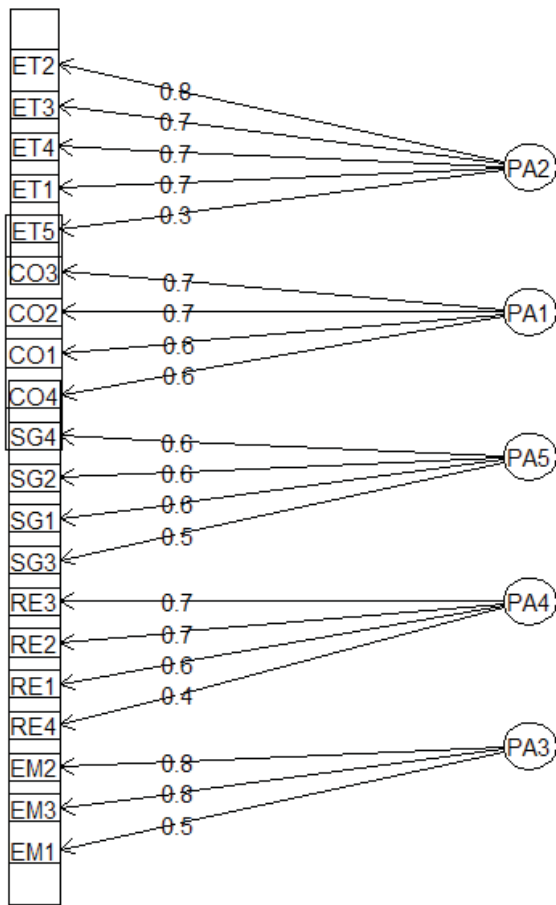 ET2
0.8
ET3
0.7
ET4
0.7
PA2
ET1
0.7
ET5
0.3
CO3
0.7
CO2
0.7
PA1
CO1
0.6
CO4
0.6
SG4
0.6
PA5
SG2
0.6
SG1
0.6
SG3
0.5
RE3
0.7
PA4
RE2
0.7
RE1
0.6
RE4
0.4
PA3
EM2
0.8
EM3
0.8
EM1
0.5